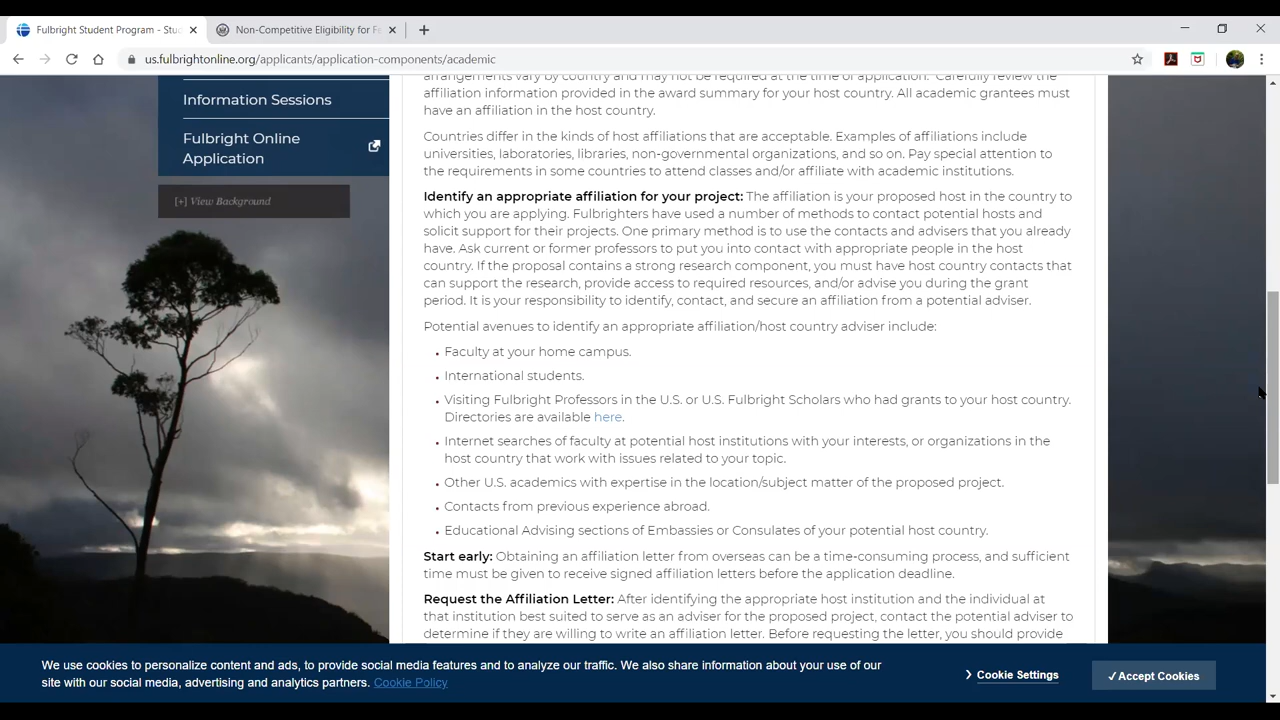 Fulbright Student Program - Stu
Non-Competitive Eligibility for Fe
us.fulbrightonline.org/applicants/application-components/academic
Information Sessions
Fulbright Online
Application
[+] View Background
arrangements vary by country and may not be required at the time of application. Carefully review the
affiliation information provided in the award summary for your host country. All academic grantees must
have an affiliation in the host country.
Countries differ in the kinds of host affiliations that are acceptable. Examples of affiliations include
universities, laboratories, libraries, non-governmental organizations, and so on. Pay special attention to
the requirements in some countries to attend classes and/or affiliate with academic institutions.
Identify an appropriate affiliation for your project: The affiliation is your proposed host in the country to
which you are applying. Fulbrighters have used a number of methods to contact potential hosts and
solicit support for their projects. One primary method is to use the contacts and advisers that you already
have. Ask current or former professors to put you into contact with appropriate people in the host
country. If the proposal contains a strong research component, you must have host country contacts that
can support the research, provide access to required resources, and/or advise you during the grant
period. It is your responsibility to identify, contact, and secure an affiliation from a potential adviser.
Potential avenues to identify an appropriate affiliation/host country adviser include:
• Faculty at your home campus.
• International students.
• Visiting Fulbright Professors in the U.S. or U.S. Fulbright Scholars who had grants to your host country.
Directories are available here.
• Internet searches of faculty at potential host institutions with your interests, or organizations in the
host country that work with issues related to your topic.
• Other U.S. academics with expertise in the location/subject matter of the proposed project.
• Contacts from previous experience abroad.
• Educational Advising sections of Embassies or Consulates of your potential host country.
Start early: Obtaining an affiliation letter from overseas can be a time-consuming process, and sufficient
time must be given to receive signed affiliation letters before the application deadline.
Request the Affiliation Letter: After identifying the appropriate host institution and the individual at
that institution best suited to serve as an adviser for the proposed project, contact the potential adviser to
determine if they are willing to write an affiliation letter. Before requesting the letter, you should provide
We use cookies to personalize content and ads, to provide social media features and to analyze our traffic. We also share information about your use of our
site with our social media, advertising and analytics partners. Cookie Policy
Cookie Settings
✓Accept Cookies